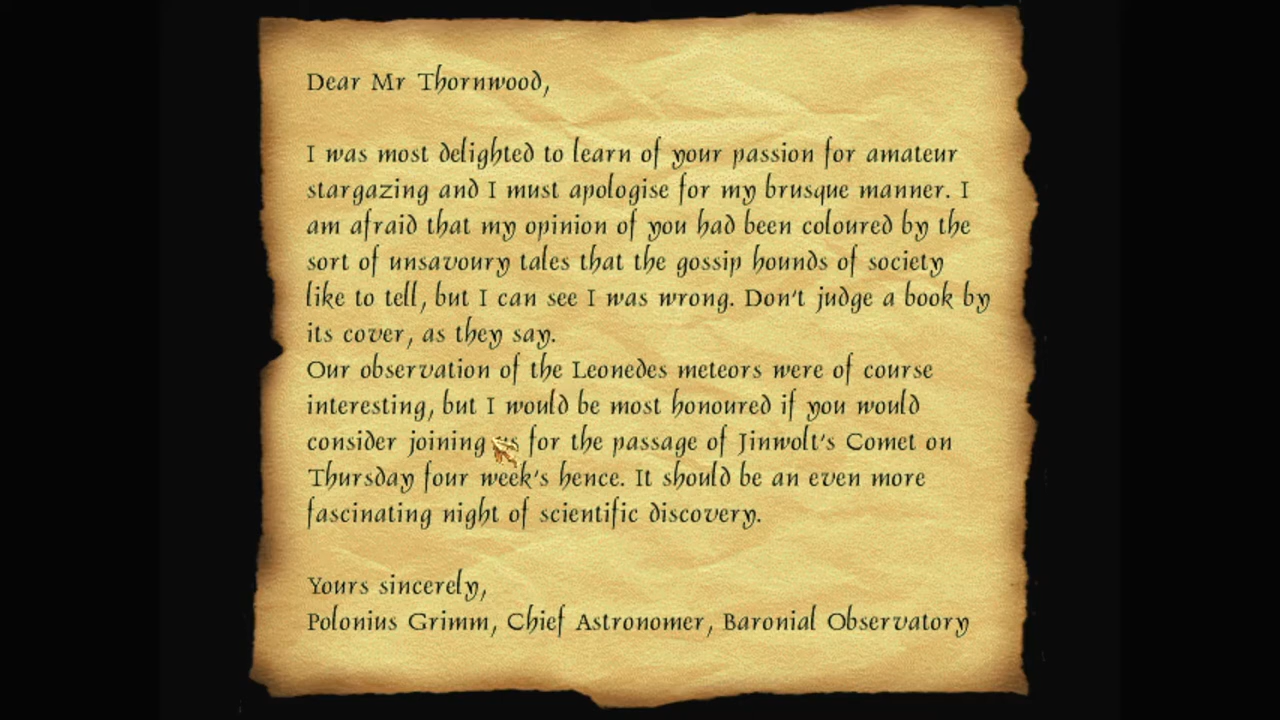 Dear Mr Thornwood,
I was most delighted to learn of your passion for amateur
stargazing and I must apologise for my brusque manner. I
am afraid that my opinion of you had been coloured by the
sort of unsavoury tales that the gossip hounds of society
like to tell, but I can see I was wrong. Don't judge a book by
its cover, as they say.
Our observation of the Leonedes meteors were of course
interesting, but I would be most honoured if you would
consider joining us for the passage of Jinwolt's Comet on
Thursday four week's hence. It should be an even more
fascinating night of scientific discovery.
Yours sincerely,
Polonius Grimm, Chief Astronomer, Baronial Observatory